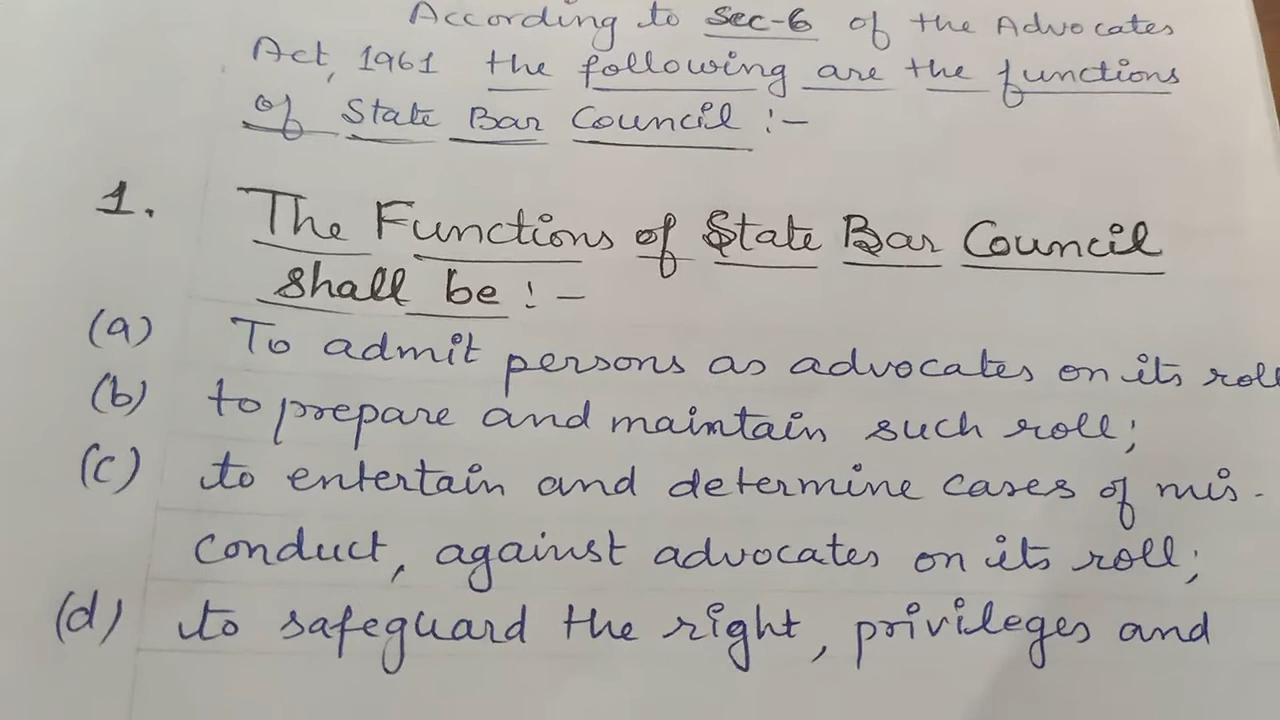 According to Sec-6 of the Advocates
Act, 1961 the following are the functions
of State Bar Council :-
1. The Functions of State Bar Council
shall be :-
(a) To admit persons as advocates on its roll
(b) to prepare and maintain such roll;
(c) to entertain and determine cases of mis-
conduct, against advocates on its roll;
(d) to safeguard the right, privileges and